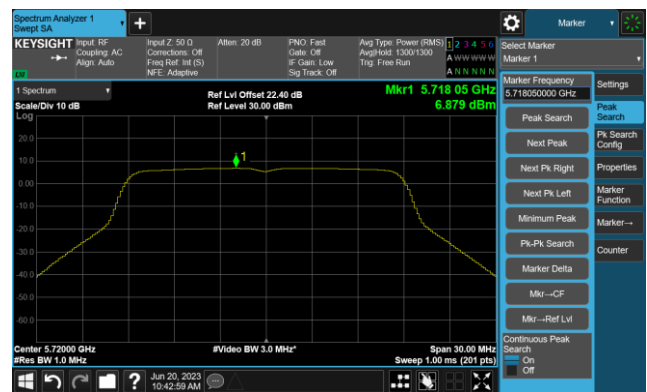 Spectrum Analyzer 1
Swept SA
Marker
KEYSIGHT
LXI
Input: RF
Coupling: AC
Align: Auto
Input Z: 50 Ω
Corrections: Off
Freq Ref: Int (S)
NFE: Adaptive
Atten: 20 dB
PNO: Fast
Gate: Off
IF Gain: Low
Sig Track: Off
Avg Type: Power (RMS)
Avg|Hold: 1300/1300
Trig: Free Run
1 2 3 4 5 6
A W W W W W
A N N N N N
Select Marker
Marker 1
1 Spectrum
Scale/Div 10 dB
Log
Ref Lvl Offset 22.40 dB
Ref Level 30.00 dBm
Mkr1 5.718 05 GHz
6.879 dBm
20.0
10.0
0.00
-10.0
-20.0
-30.0
-40.0
-50.0
-60.0
1
Center 5.72000 GHz
#Res BW 1.0 MHz
#Video BW 3.0 MHz*
Span 30.00 MHz
Sweep 1.00 ms (201 pts)
Marker Frequency
5.718050000 GHz
Peak Search
Next Peak
Next Pk Right
Next Pk Left
Minimum Peak
Pk-Pk Search
Marker Delta
Mkr→CF
Mkr→Ref Lvl
Continuous Peak
Search
On
Off
Settings
Peak
Search
Pk Search
Config
Properties
Marker
Function
Marker→
Counter
Jun 20, 2023
10:42:59 AM